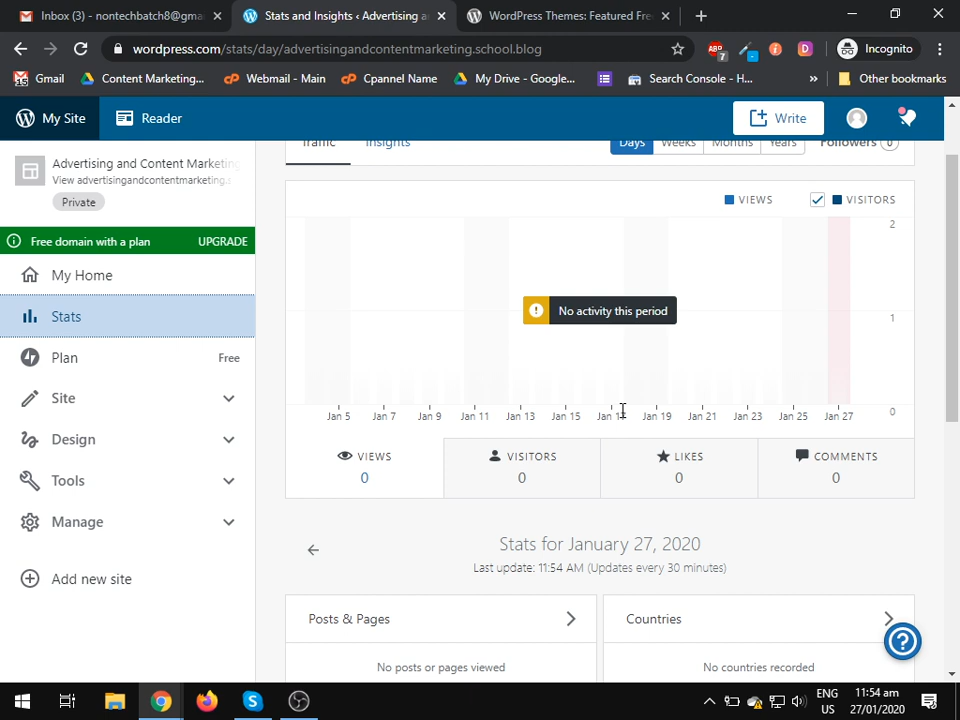 Inbox (3) - nontechbatch8@gma
Stats and Insights ‹ Advertising a
WordPress Themes: Featured Free
wordpress.com/stats/day/advertisingandcontentmarketing.school.blog
7
Incognito
15
Gmail
Content Marketing...
Webmail - Main
Cpannel Name
My Drive - Google...
Search Console - H...
»
Other bookmarks
My Site
Reader
Write
Advertising and Content Marketing
View advertisingandcontentmarketing.s
Private
Free domain with a plan
UPGRADE
My Home
Stats
Plan
Free
Site
Design
Tools
Manage
Add new site
Traffic
Insights
Days
Weeks
Months
Years
Followers 0
VIEWS
VISITORS
2
1
0
No activity this period
Jan 5
Jan 7
Jan 9
Jan 11
Jan 13
Jan 15
Jan 17
Jan 19
Jan 21
Jan 23
Jan 25
Jan 27
VIEWS
0
VISITORS
0
LIKES
0
COMMENTS
0
Stats for January 27, 2020
Last update: 11:54 AM (Updates every 30 minutes)
Posts & Pages
No posts or pages viewed
Countries
No countries recorded
ENG
US
11:54 am
27/01/2020